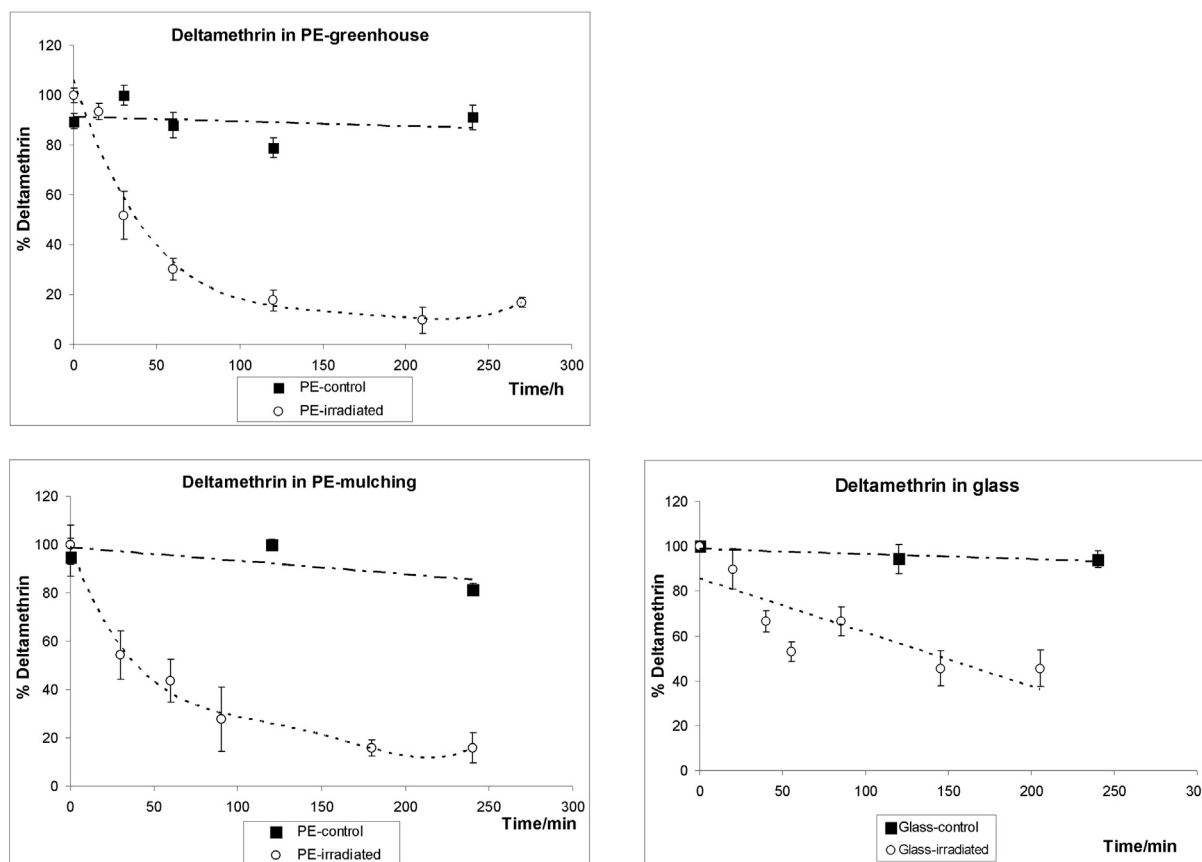 Deltamethrin in PE-greenhouse
120
100
80
60
40
20
0
% Deltamethrin
0 50 100 150 200 250 300
Time/h
PE-control
PE-irradiated
Deltamethrin in PE-mulching
120
100
80
60
40
20
0
% Deltamethrin
0 50 100 150 200 250 300
Time/min
PE-control
PE-irradiated
Deltamethrin in glass
120
100
80
60
40
20
0
% Deltamethrin
0 50 100 150 200 250 300
Glass-control
Glass-irradiated
Time/min